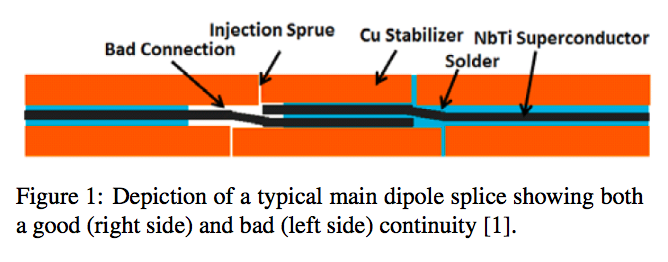 Injection Sprue
Cu Stabilizer
NbTi Superconductor
Bad Connection
Solder
Figure 1: Depiction of a typical main dipole splice showing both
a good (right side) and bad (left side) continuity [1].